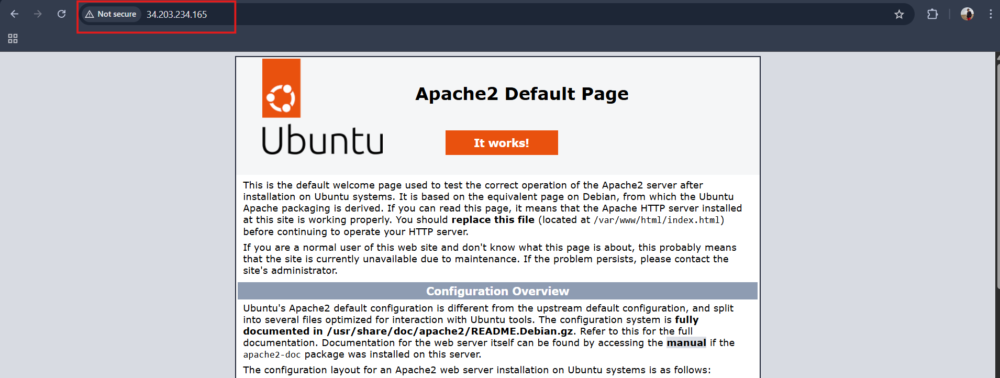 Not secure 34.203.234.165
Apache2 Default Page
Ubuntu
It works!
This is the default welcome page used to test the correct operation of the Apache2 server after
installation on Ubuntu systems. It is based on the equivalent page on Debian, from which the Ubuntu
Apache packaging is derived. If you can read this page, it means that the Apache HTTP server installed
at this site is working properly. You should replace this file (located at /var/www/html/index.html)
before continuing to operate your HTTP server.
If you are a normal user of this web site and don't know what this page is about, this probably means
that the site is currently unavailable due to maintenance. If the problem persists, please contact the
site's administrator.
Configuration Overview
Ubuntu's Apache2 default configuration is different from the upstream default configuration, and split
into several files optimized for interaction with Ubuntu tools. The configuration system is fully
documented in /usr/share/doc/apache2/README.Debian.gz. Refer to this for the full
documentation. Documentation for the web server itself can be found by accessing the manual if the
apache2-doc package was installed on this server.
The configuration layout for an Apache2 web server installation on Ubuntu systems is as follows: